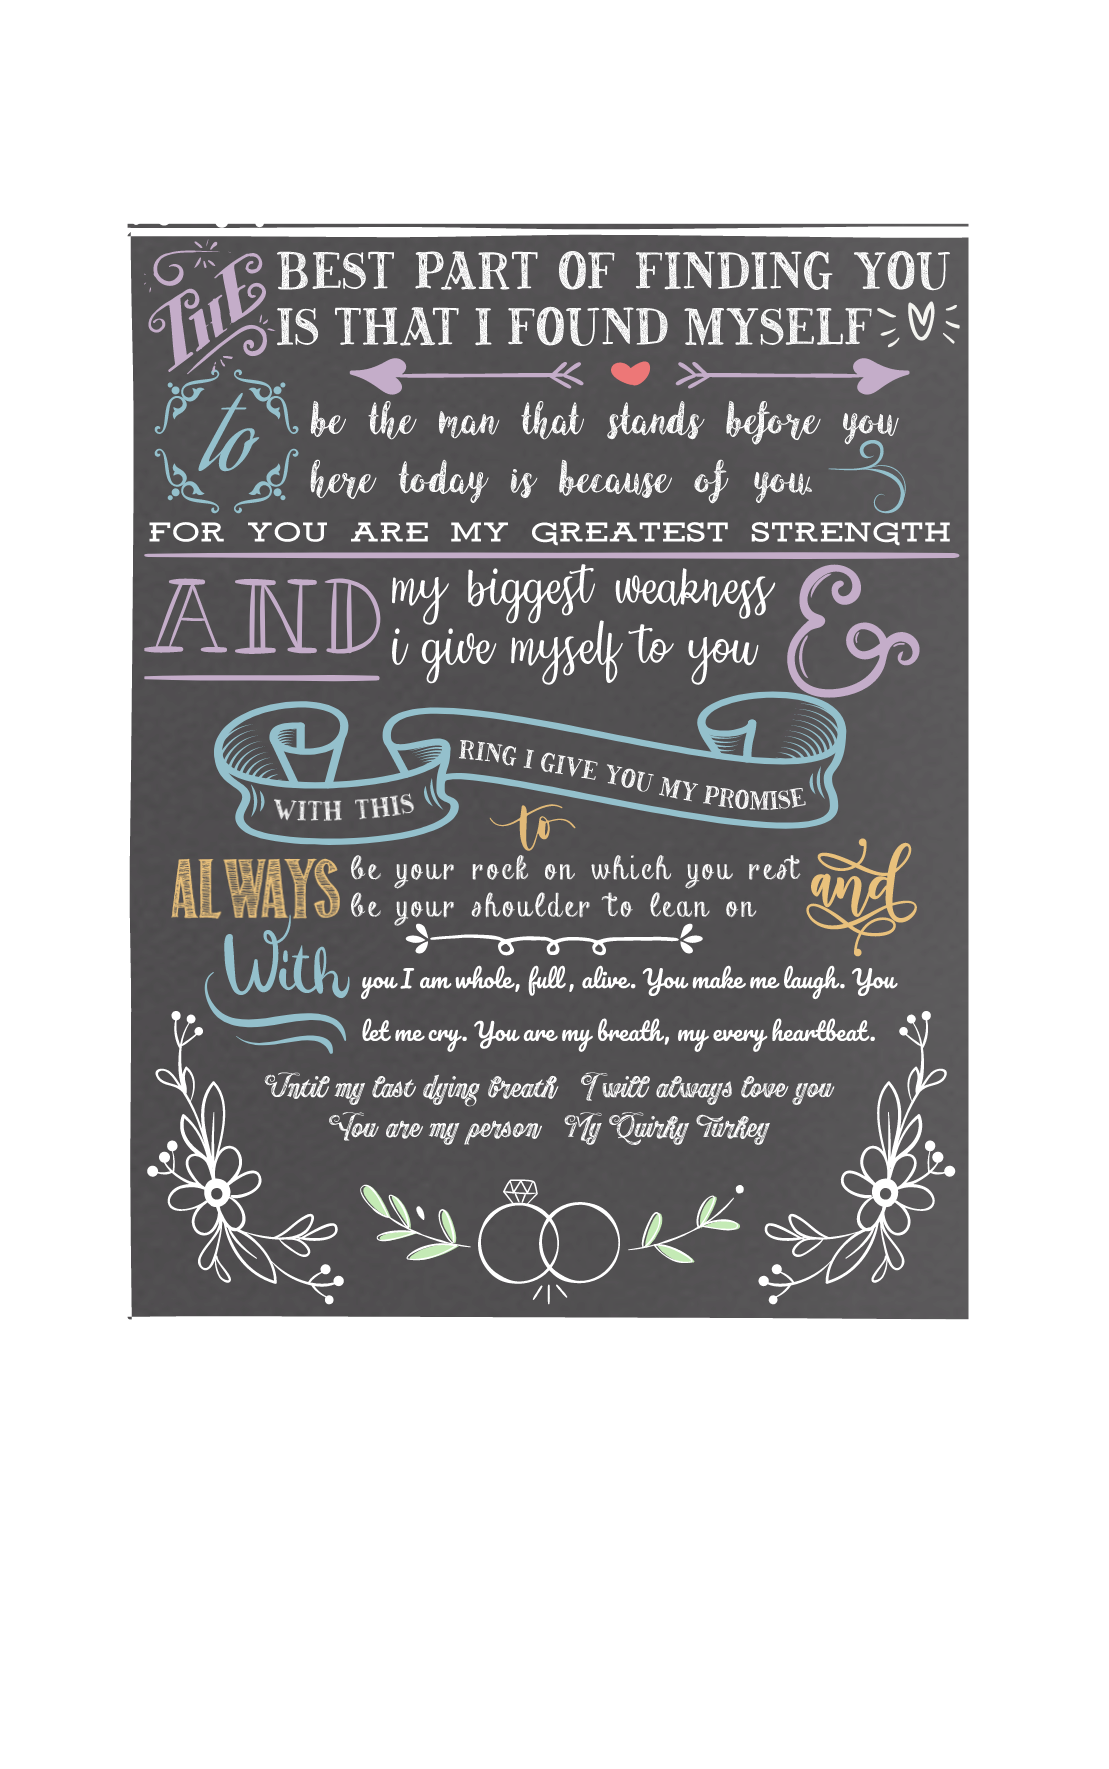 THE BEST PART OF FINDING YOU
IS THAT I FOUND MYSELF
to be the man that stands before you
here today is because of you.
FOR YOU ARE MY GREATEST STRENGTH
AND my biggest weakness
i give myself to you &
WITH THIS RING I GIVE YOU MY PROMISE
to
ALWAYS be your rock on which you rest
be your shoulder to lean on and
With you I am whole, full, alive. You make me laugh. You
let me cry. You are my breath, my every heartbeat.
Until my last dying breath I will always love you
You are my person My Quirky Turkey